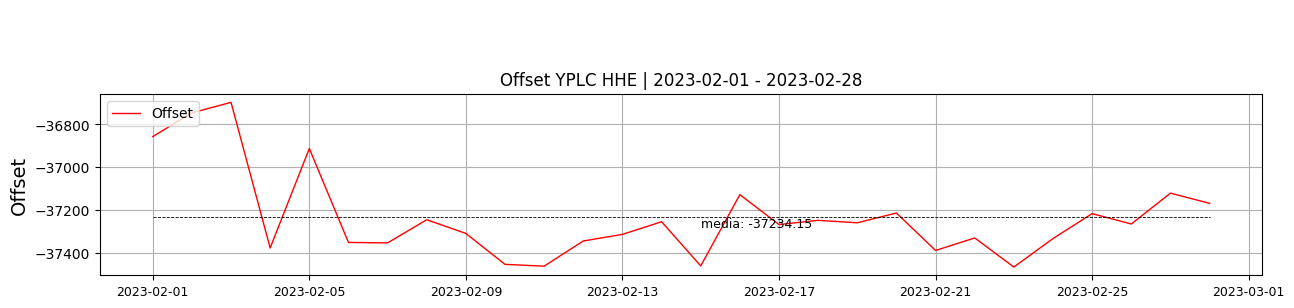 Offset YPLC HHE | 2023-02-01 - 2023-02-28
Offset
Offset
−36800
−37000
−37200
−37400
media: -37234.15
2023-02-01 2023-02-05 2023-02-09 2023-02-13 2023-02-17 2023-02-21 2023-02-25 2023-03-01